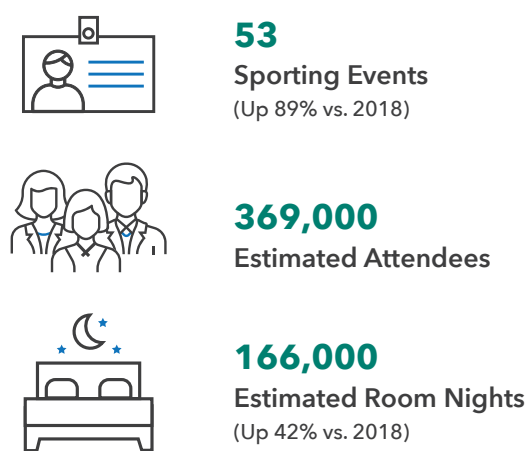 53
Sporting Events
(Up 89% vs. 2018)
369,000
Estimated Attendees
166,000
Estimated Room Nights
(Up 42% vs. 2018)